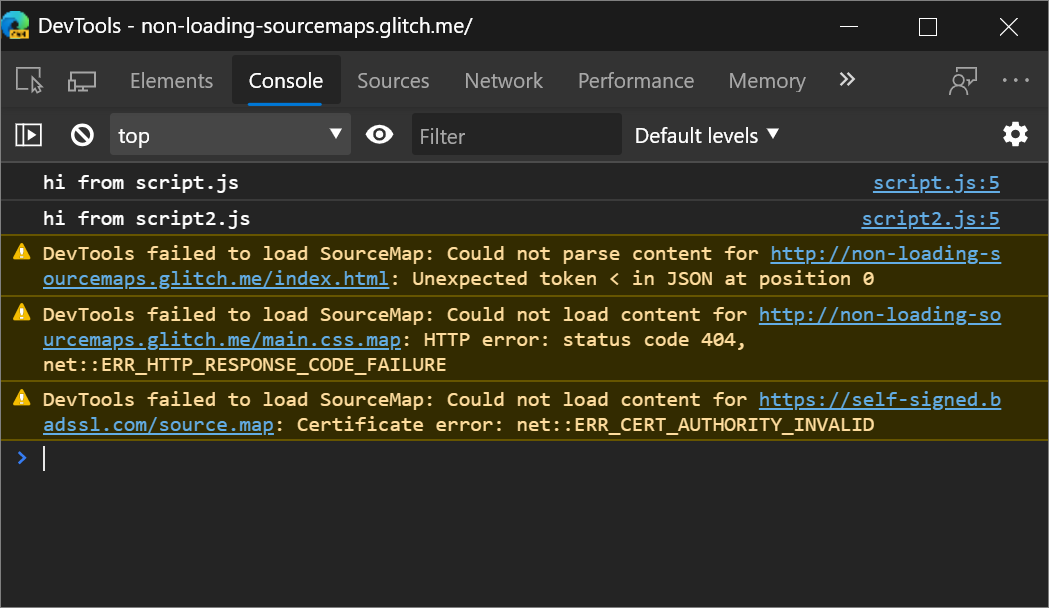 DevTools - non-loading-sourcemaps.glitch.me/
Elements Console Sources Network Performance Memory
top Filter Default levels
hi from script.js script.js:5
hi from script2.js script2.js:5
DevTools failed to load SourceMap: Could not parse content for http://non-loading-s
ourcemaps.glitch.me/index.html: Unexpected token < in JSON at position 0
DevTools failed to load SourceMap: Could not load content for http://non-loading-so
urcemaps.glitch.me/main.css.map: HTTP error: status code 404,
net::ERR_HTTP_RESPONSE_CODE_FAILURE
DevTools failed to load SourceMap: Could not load content for https://self-signed.b
adssl.com/source.map: Certificate error: net::ERR_CERT_AUTHORITY_INVALID